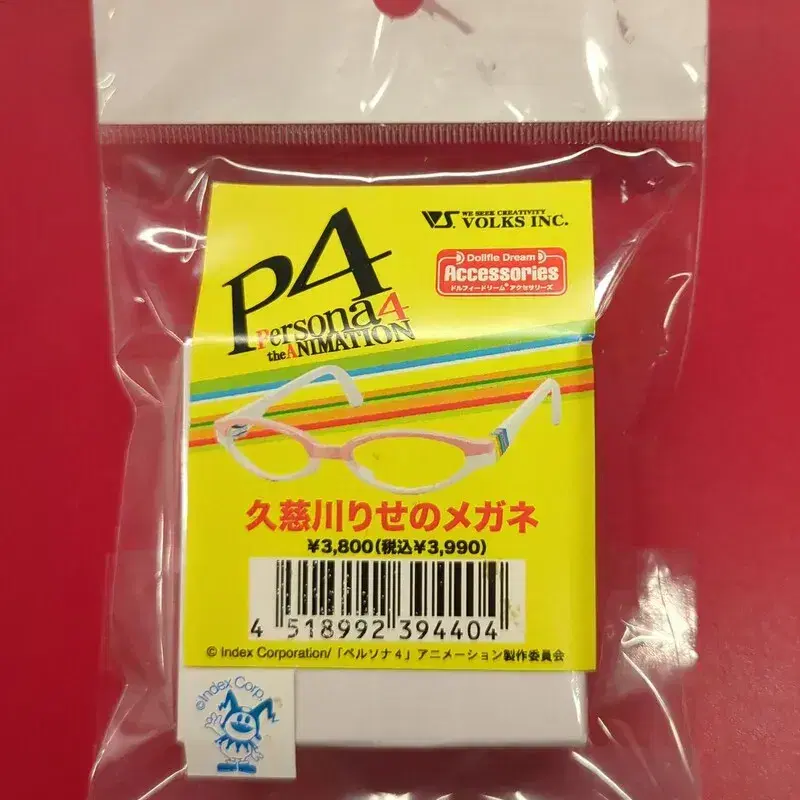 P4
Persona4
the ANIMATION
VS. WE SEEK CREATIVITY
VOLKS INC.
Dollfie Dream
Accessories
ドルフィードリーム®アクセサリーズ
久慈川りせのメガネ
¥3,800(税込¥3,990)
4 518992 394404
© Index Corporation/「ペルソナ4」アニメーション製作委員会
©Index Corp.